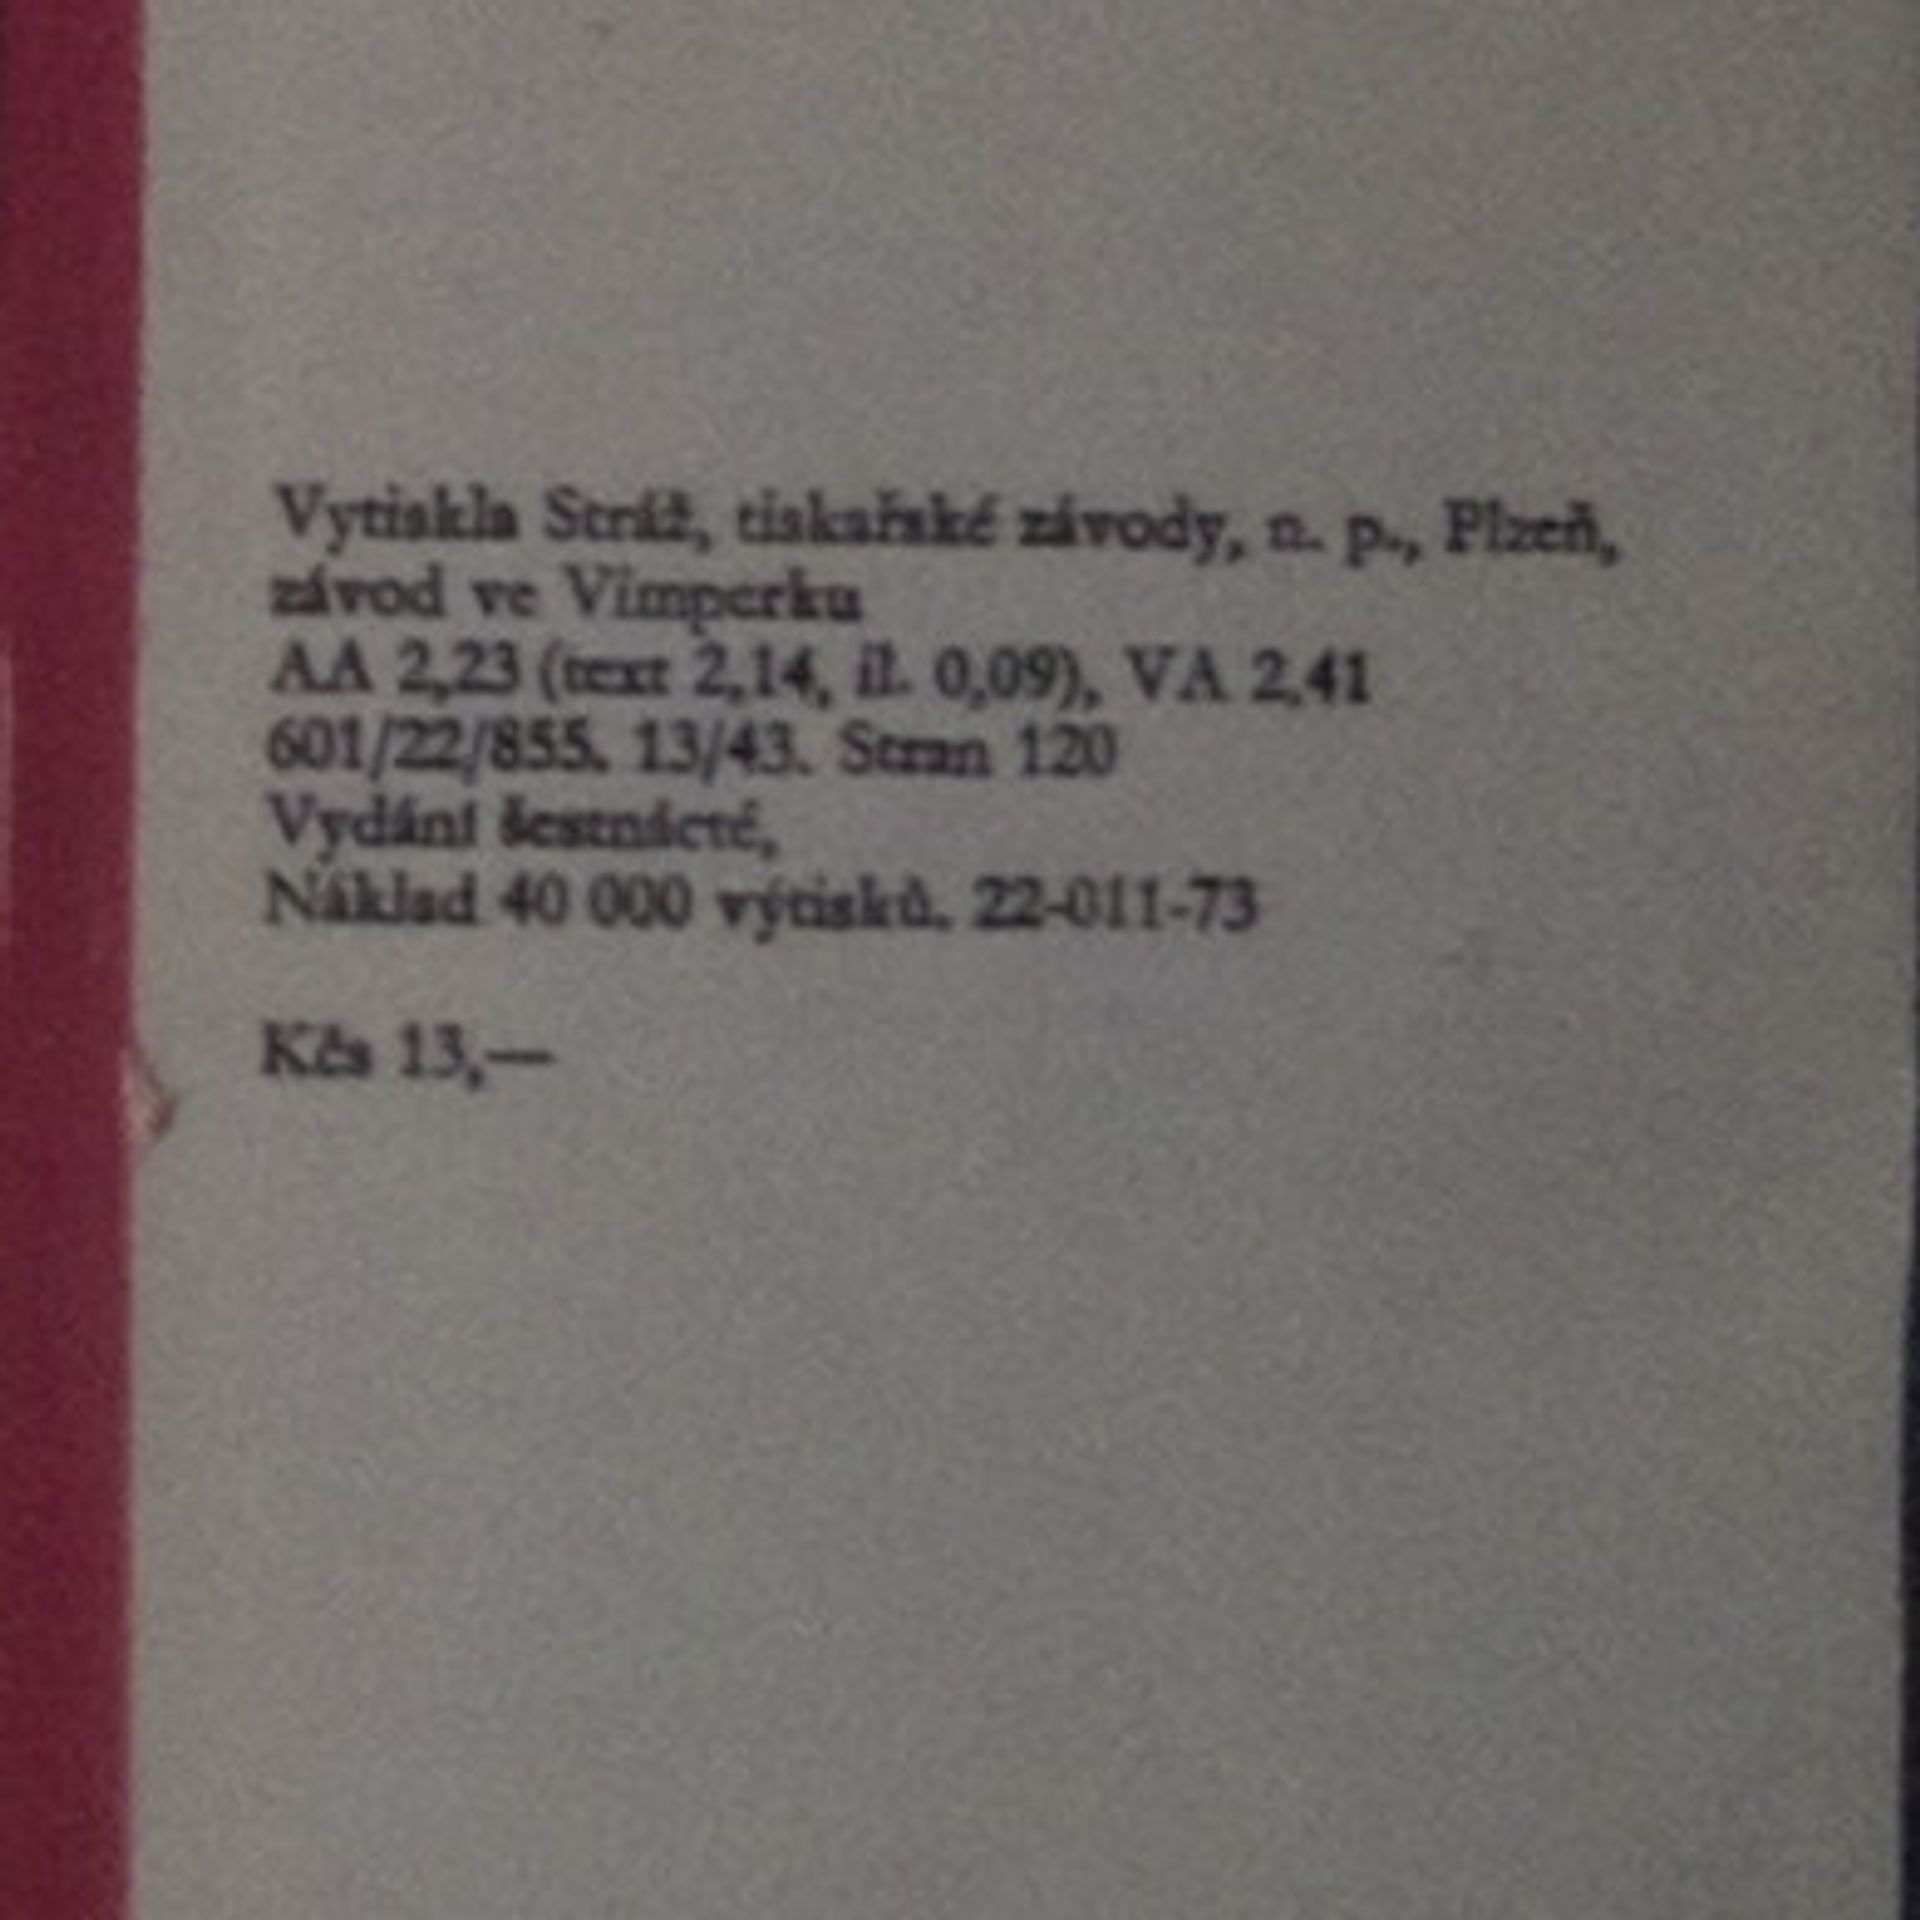 Vytiskla Stráž, tiskařské závody, n. p., Plzeň,
závod ve Vimperku
AA 2,23 (text 2,14, il. 0,09), VA 2,41
601/22/855. 13/43. Stran 120
Vydání šestnácté,
Náklad 40 000 výtisků. 22-011-73
Kčs 13,—